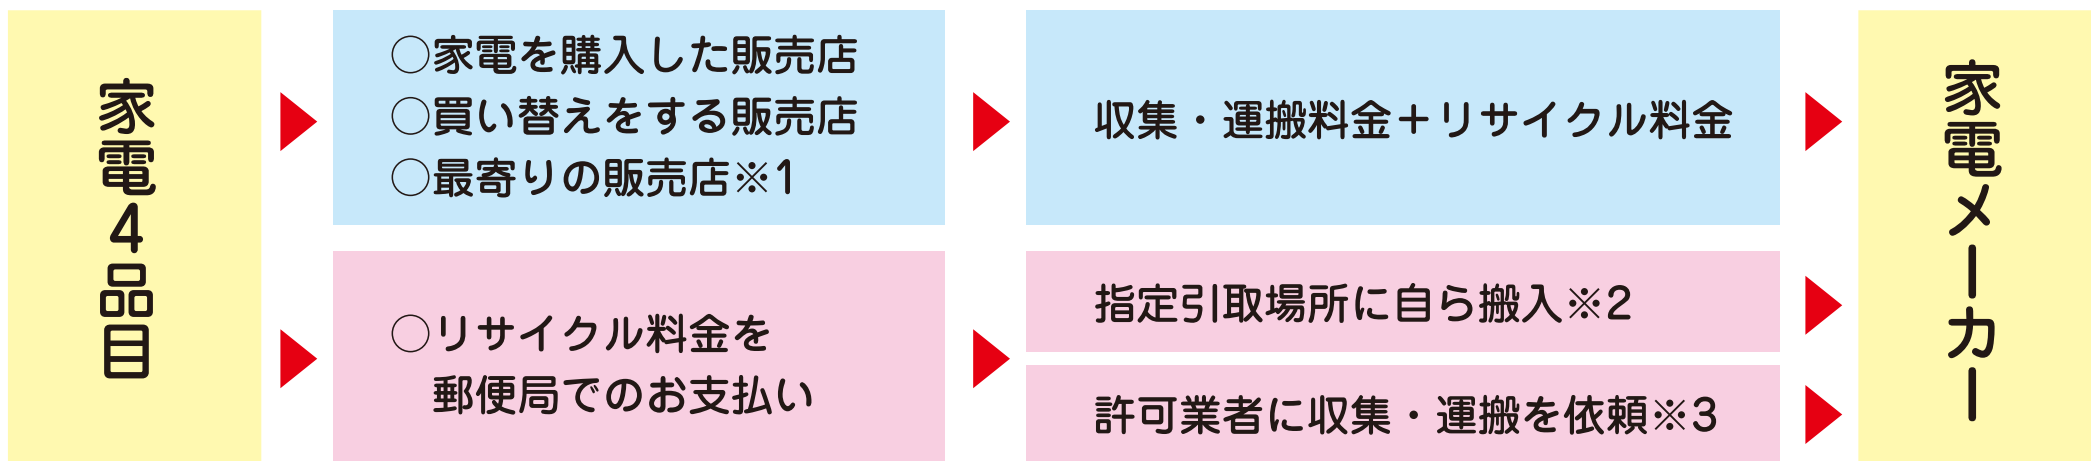 家電4品目
○家電を購入した販売店
○買い替えをする販売店
○最寄りの販売店※1
収集・運搬料金＋リサイクル料金
○リサイクル料金を
郵便局でのお支払い
指定引取場所に自ら搬入※2
許可業者に収集・運搬を依頼※3
家電メーカー